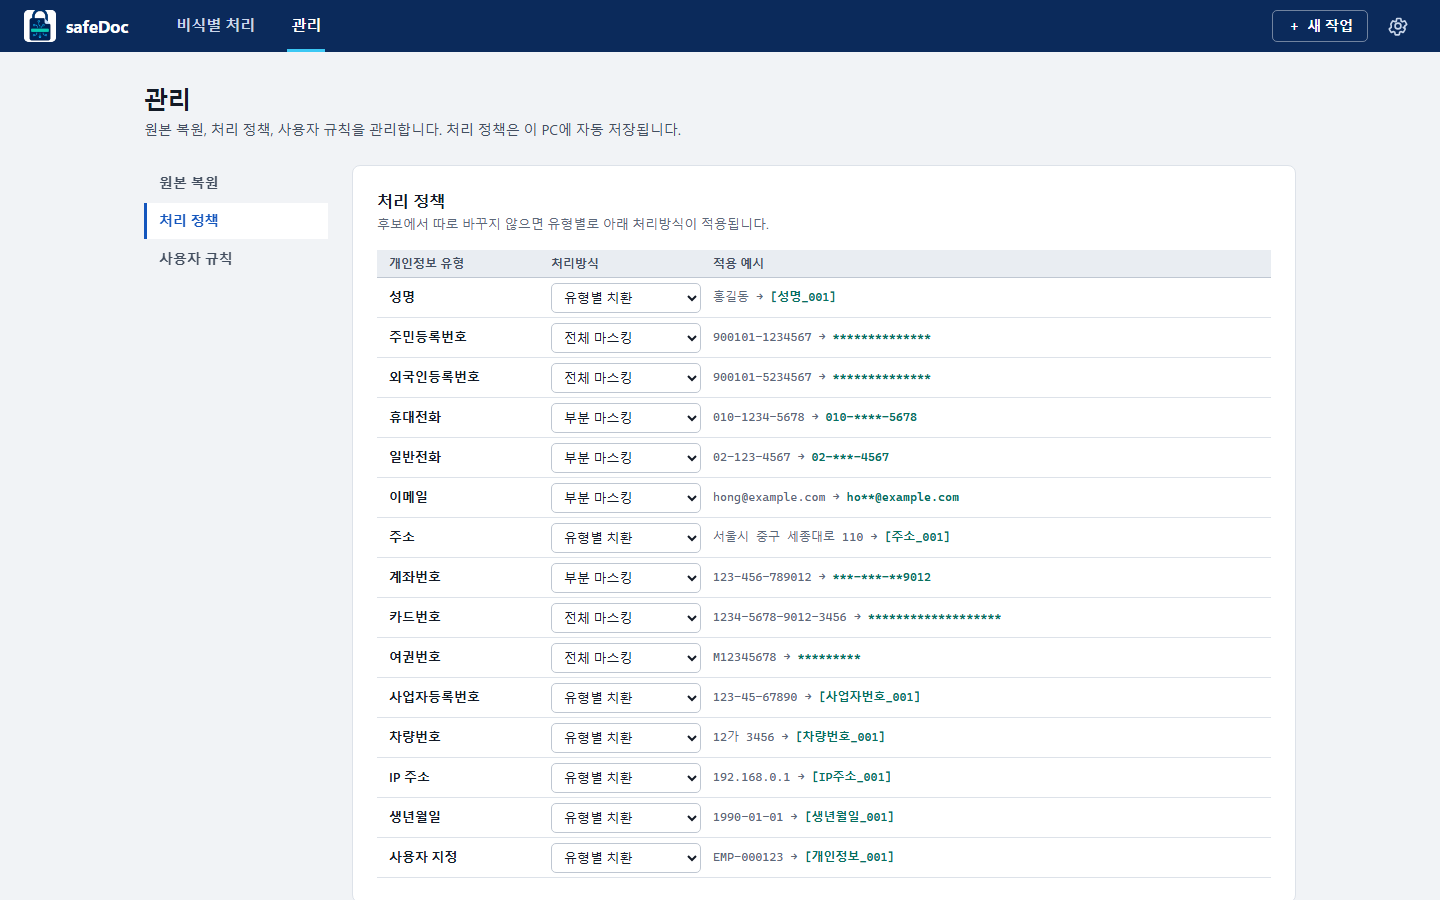 safeDoc 비식별 처리 관리 + 새 작업
관리
원본 복원, 처리 정책, 사용자 규칙을 관리합니다. 처리 정책은 이 PC에 자동 저장됩니다.
원본 복원
처리 정책
사용자 규칙
처리 정책
후보에서 따로 바꾸지 않으면 유형별로 아래 처리방식이 적용됩니다.
개인정보 유형 처리방식 적용 예시
성명 유형별 치환 홍길동 → [성명_001]
주민등록번호 전체 마스킹 900101-1234567 → **************
외국인등록번호 전체 마스킹 900101-5234567 → **************
휴대전화 부분 마스킹 010-1234-5678 → 010-****-5678
일반전화 부분 마스킹 02-123-4567 → 02-***-4567
이메일 부분 마스킹 hong@example.com → ho**@example.com
주소 유형별 치환 서울시 중구 세종대로 110 → [주소_001]
계좌번호 부분 마스킹 123-456-789012 → ***-***-**9012
카드번호 전체 마스킹 1234-5678-9012-3456 → *******************
여권번호 전체 마스킹 M12345678 → *********
사업자등록번호 유형별 치환 123-45-67890 → [사업자번호_001]
차량번호 유형별 치환 12가 3456 → [차량번호_001]
IP 주소 유형별 치환 192.168.0.1 → [IP주소_001]
생년월일 유형별 치환 1990-01-01 → [생년월일_001]
사용자 지정 유형별 치환 EMP-000123 → [개인정보_001]